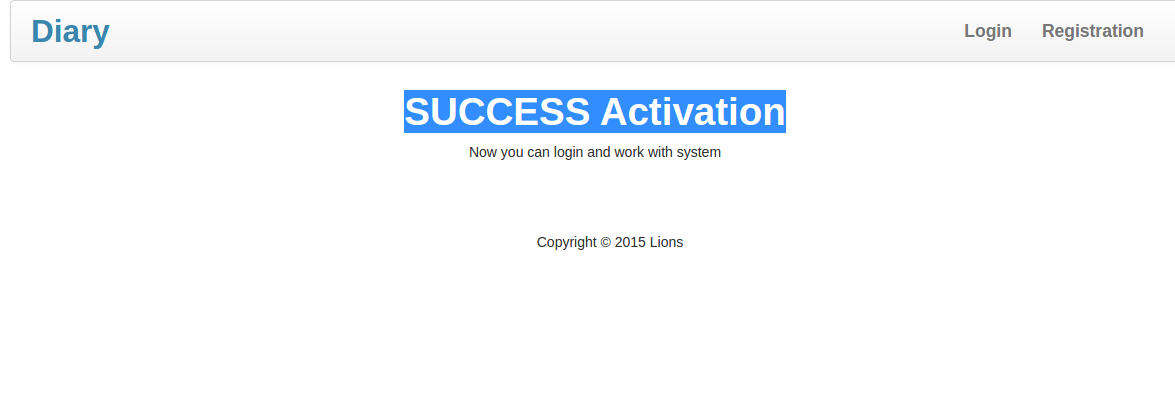 Diary
Login Registration
SUCCESS Activation
Now you can login and work with system
Copyright © 2015 Lions